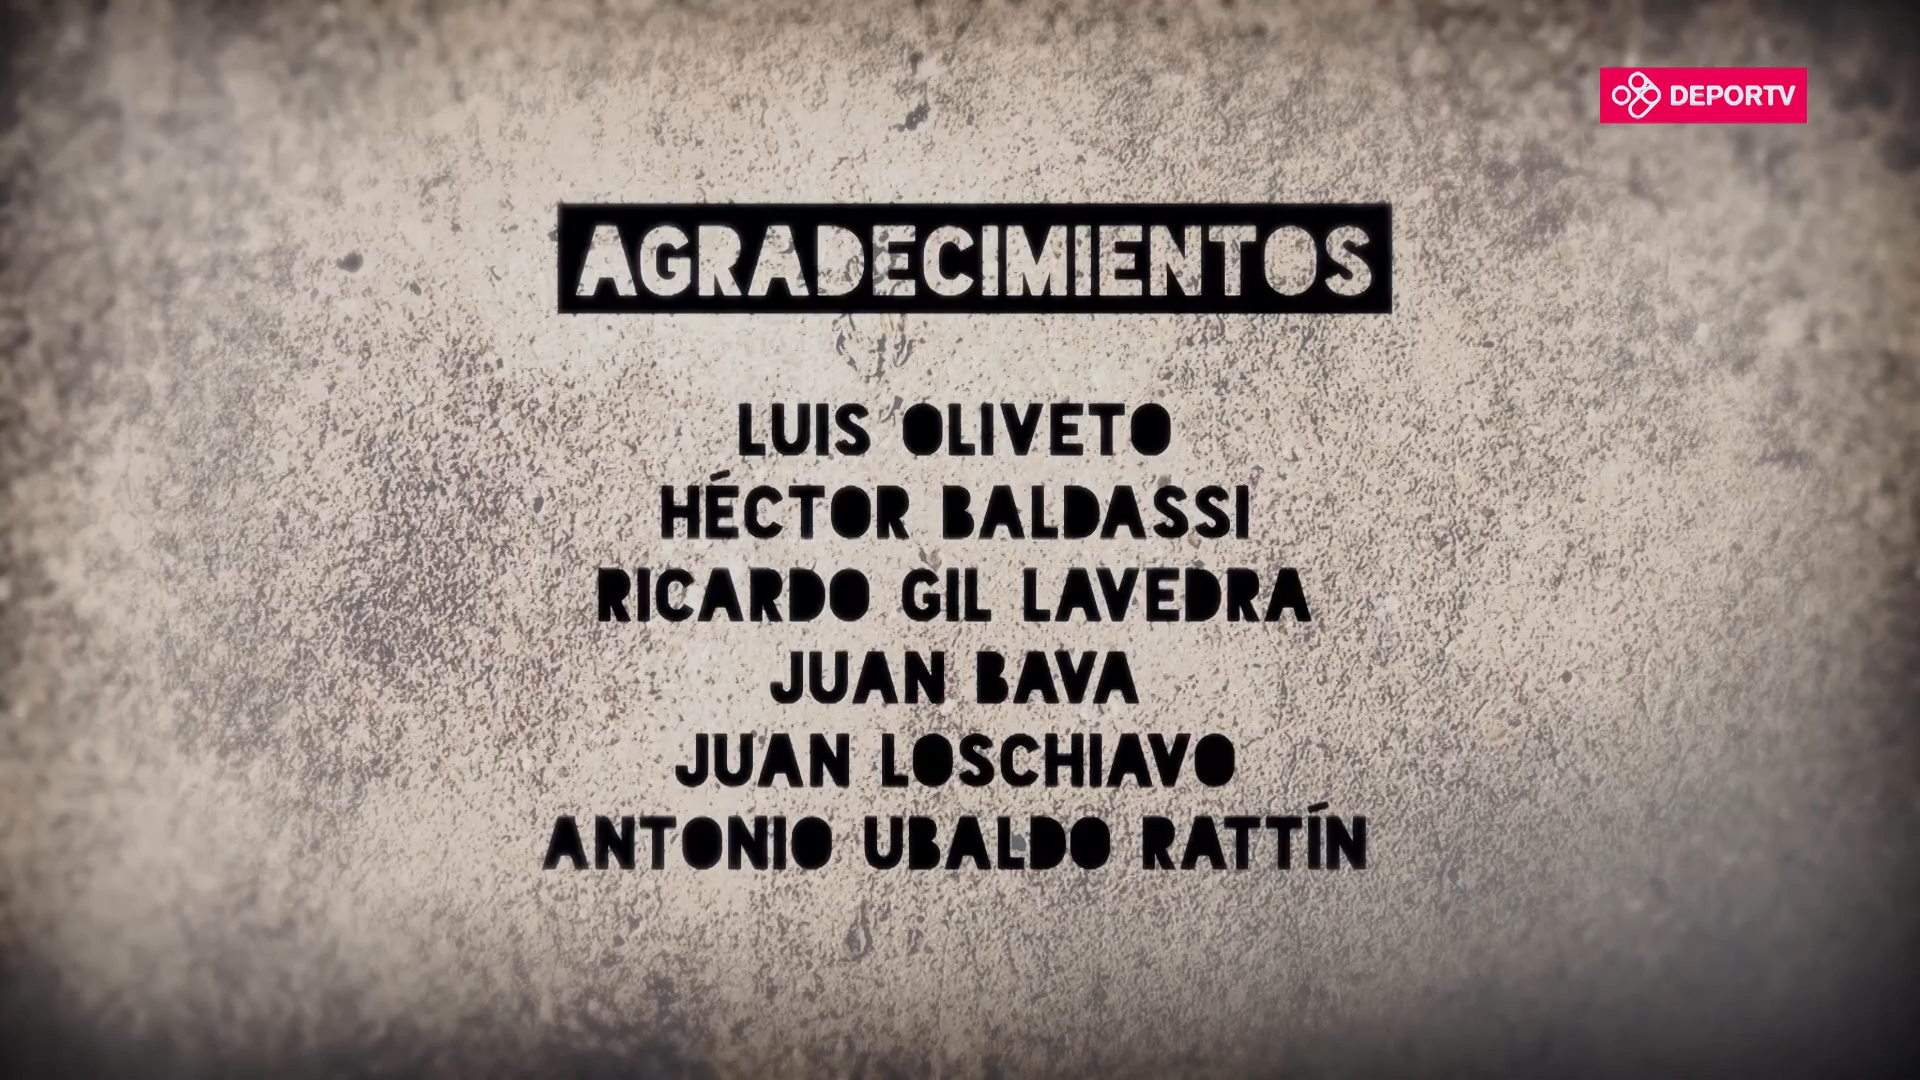 DEPORTV
AGRADECIMIENTOS
LUIS OLIVETO
HÉCTOR BALDASSI
RICARDO GIL LAVEDRA
JUAN BAVA
JUAN LOSCHIAVO
ANTONIO UBALDO RATTÍN